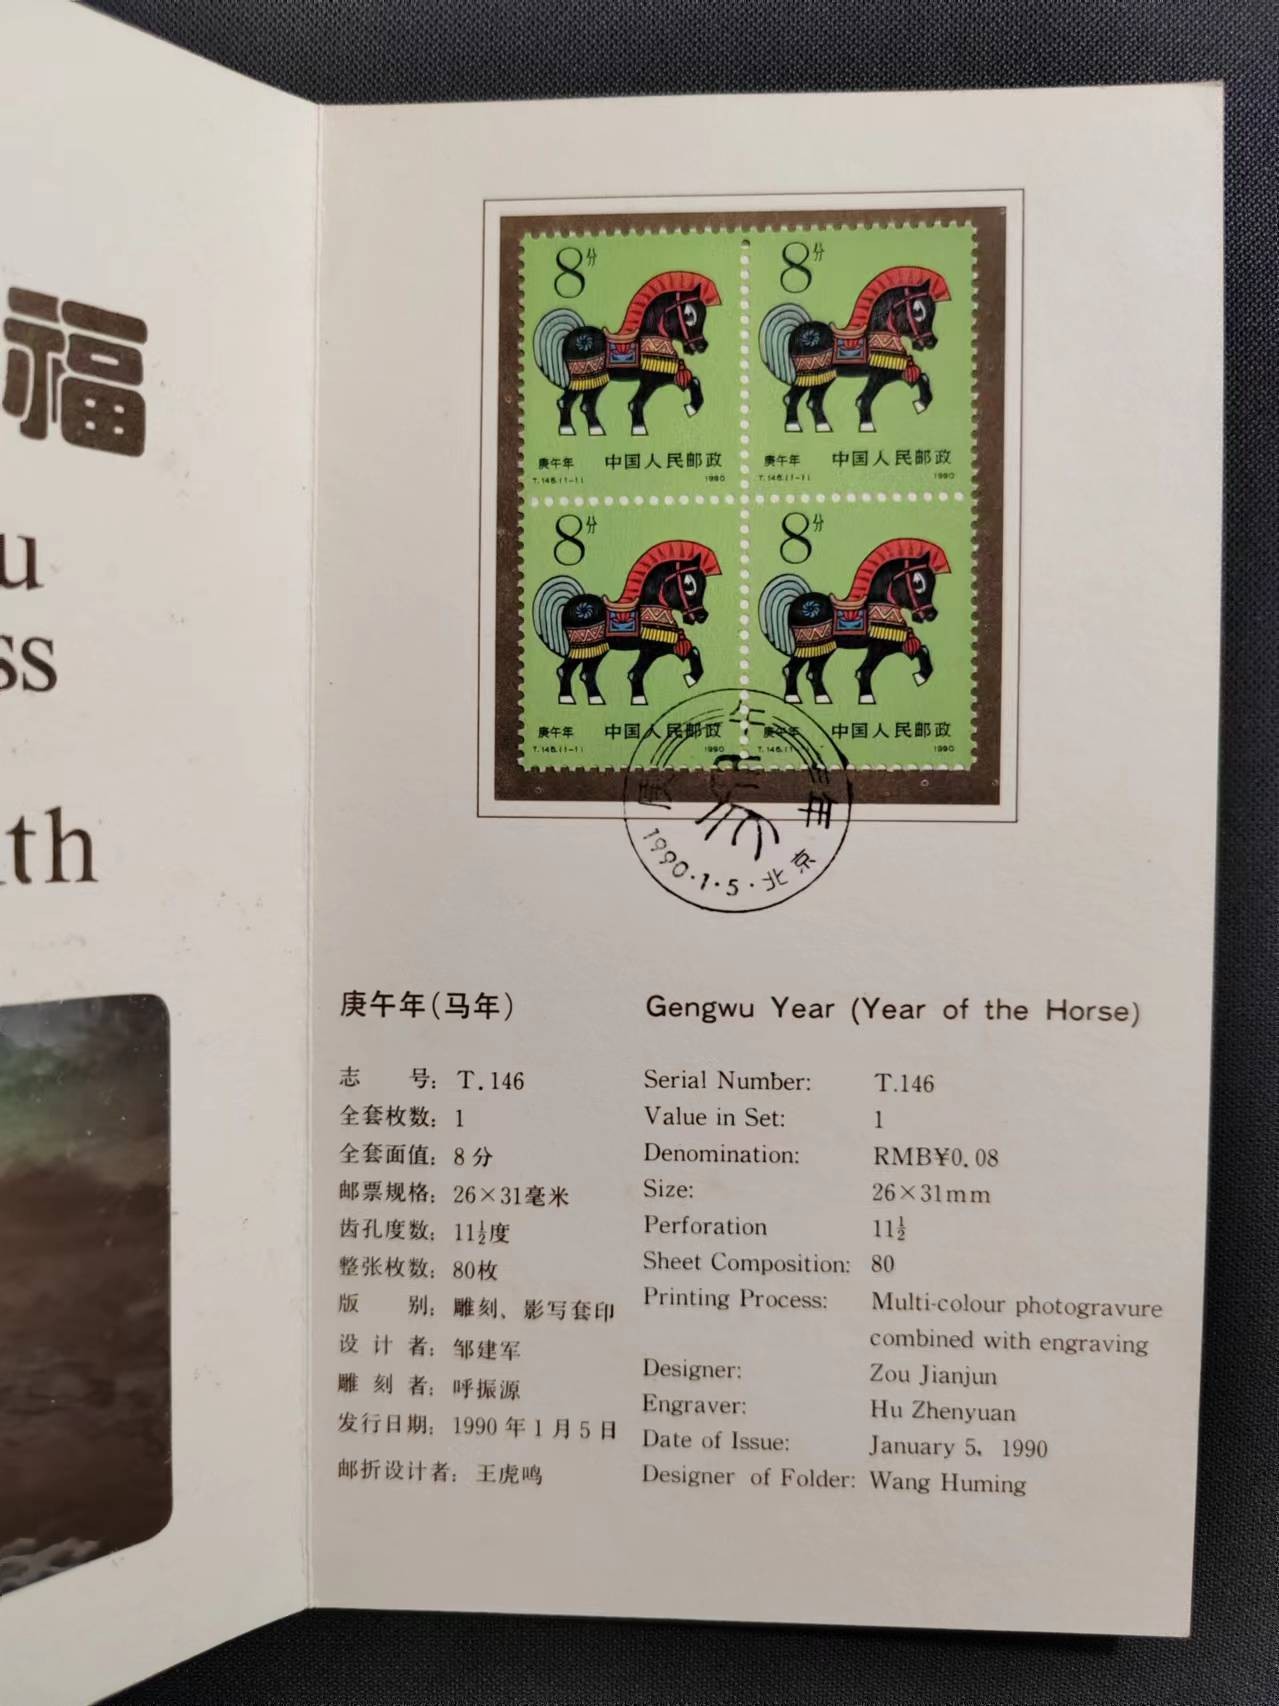 福
8分
8分
庚午年 中国人民邮政
T.146.(1-1) 1990
庚午年 中国人民邮政
T.146.(1-1) 1990
8分
8分
庚午年 中国人民邮政
T.146.(1-1) 1990
庚午年 中国人民邮政
T.146.(1 1990
庚午年
1990·1·5·北京
庚午年(马年)
志 号: T.146
全套枚数: 1
全套面值: 8分
邮票规格: 26×31毫米
齿孔度数: 11½度
整张枚数: 80枚
版 别: 雕刻、影写套印
设计者: 邹建军
雕刻者: 呼振源
发行日期: 1990年1月5日
邮折设计者: 王虎鸣
Gengwu Year (Year of the Horse)
Serial Number: T.146
Value in Set: 1
Denomination: RMB¥0.08
Size: 26×31mm
Perforation 11½
Sheet Composition: 80
Printing Process: Multi-colour photogravure
combined with engraving
Designer: Zou Jianjun
Engraver: Hu Zhenyuan
Date of Issue: January 5, 1990
Designer of Folder: Wang Huming